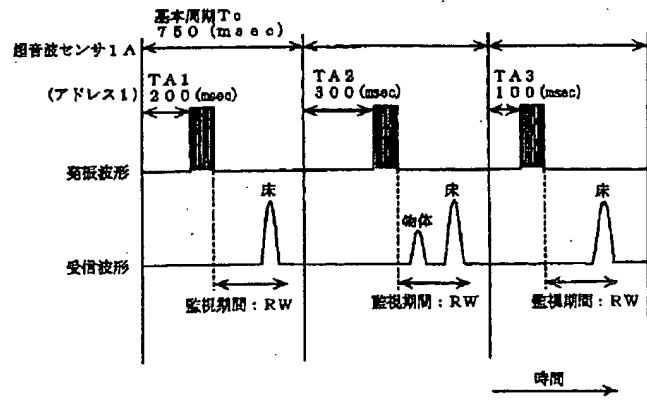 基本周期Tc
750(msec)
超音波センサ1A
TA1
TA2
TA3
(アドレス1)
200(msec)
300(msec)
100(msec)
発振波形
床
物体
床
床
受信波形
監視期間:RW
監視期間:RW
監視期間:RW
時間